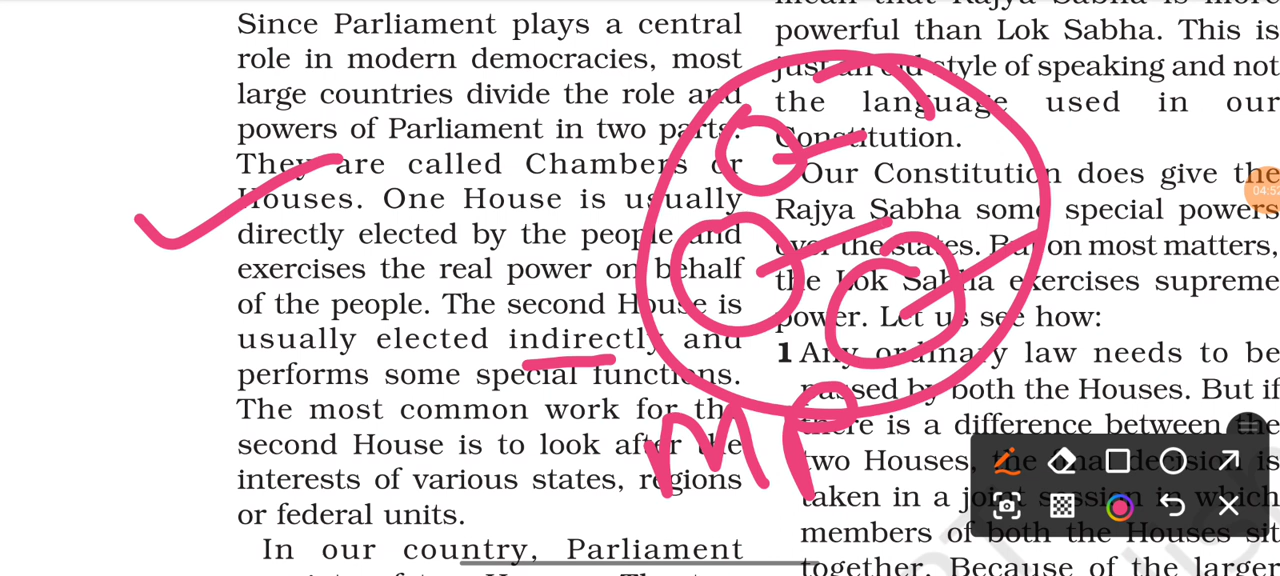 Since Parliament plays a central
role in modern democracies, most
large countries divide the role and
powers of Parliament in two parts.
They are called Chambers or
Houses. One House is usually
directly elected by the people and
exercises the real power on behalf
of the people. The second House is
usually elected indirectly and
performs some special functions.
The most common work for the
second House is to look after the
interests of various states, regions
or federal units.
In our country, Parliament
powerful than Lok Sabha. This is
just an old style of speaking and not
the language used in our
Constitution.
Our Constitution does give the
Rajya Sabha some special powers
over the states. But on most matters,
the Lok Sabha exercises supreme
power. Let us see how:
1 Any ordinary law needs to be
passed by both the Houses. But if
there is a difference between the
two Houses, the final decision is
taken in a joint session in which
members of both the Houses sit
together. Because of the larger
MP
04:52